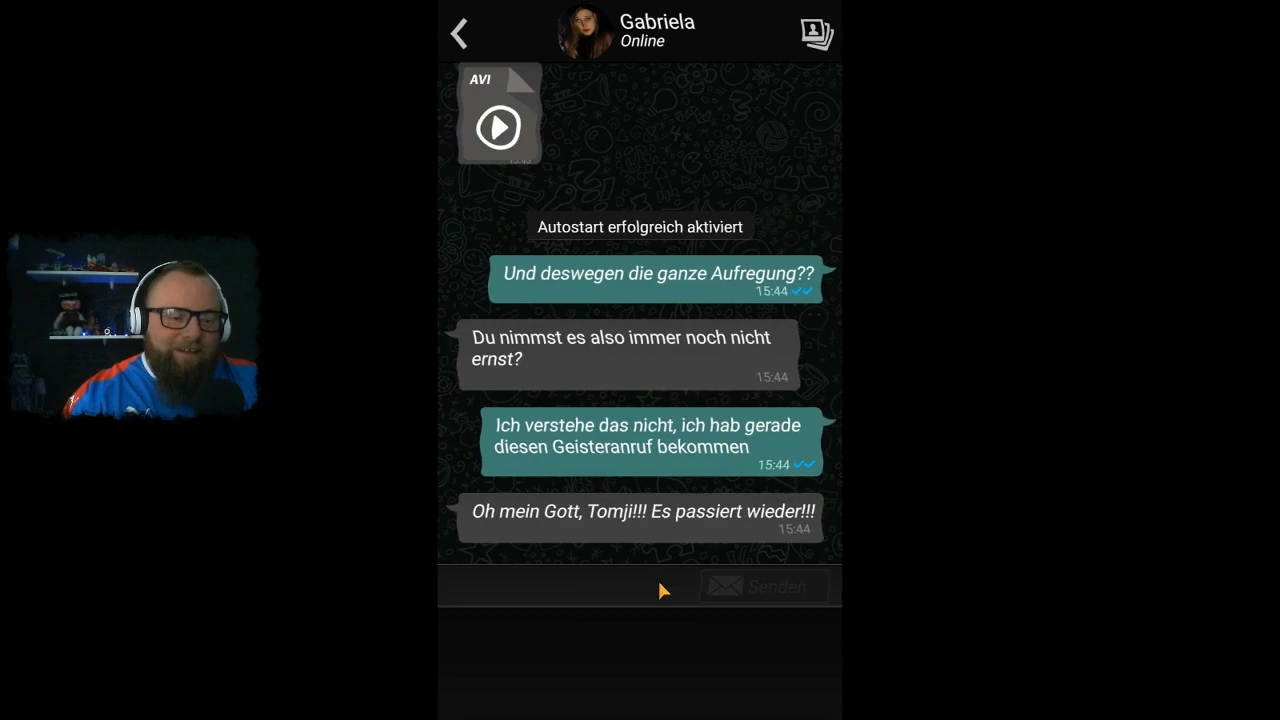 Gabriela
Online
AVI
15:43
Autostart erfolgreich aktiviert
Und deswegen die ganze Aufregung??
15:44
Du nimmst es also immer noch nicht
ernst?
15:44
Ich verstehe das nicht, ich hab gerade
diesen Geisteranruf bekommen
15:44
Oh mein Gott, Tomji!!! Es passiert wieder!!!
15:44
Senden